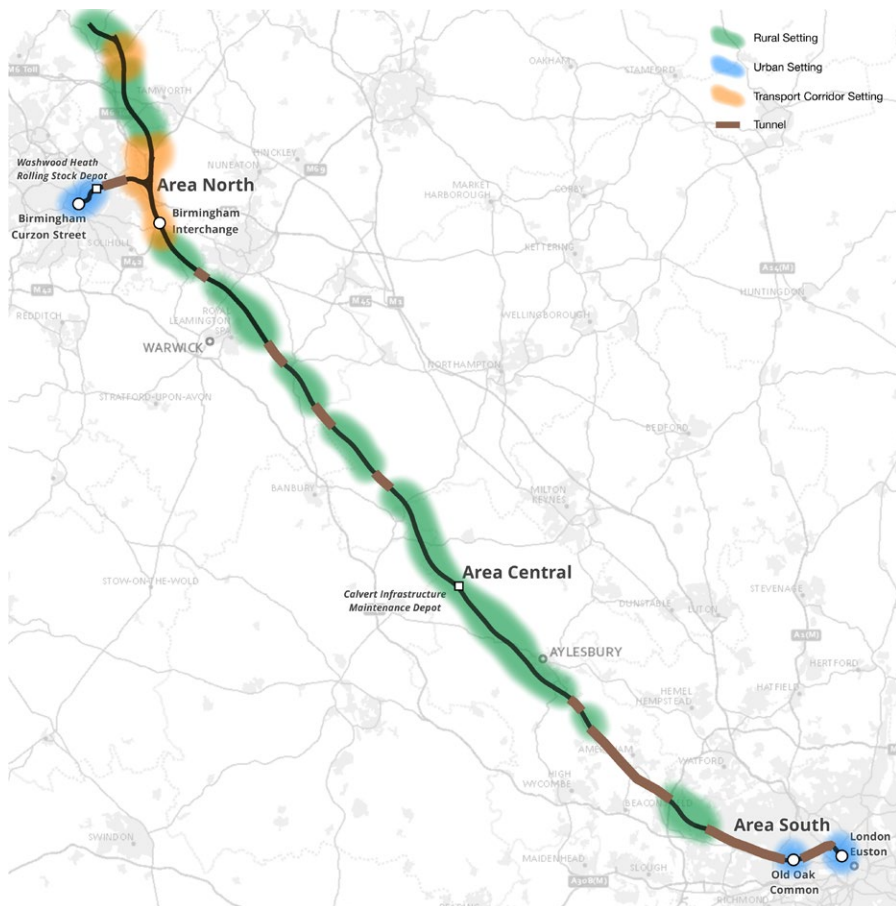 Rural Setting
OAKHAM
STAMFORD
Urban Setting
M6 Toll
TAMWORTH
Transport Corridor Setting
Tunnel
Washwood Heath
Rolling Stock Depot
HINCKLEY
NUNEATON
M69
Area North
MARKET
HARBOROUGH
CORBY
Birmingham
Curzon Street
Birmingham
Interchange
SOLIHULL
KETTERING
M42
A14(M)
M42
M45
M1
HUNTINGDON
REDDITCH
ROYAL
LEAMINGTON
SPA
WELLINGBOROUGH
WARWICK
NORTHAMPTON
STRATFORD-UPON-AVON
BEDFORD
BANBURY
MILTON
KEYNES
Area Central
STOW-ON-THE-WOLD
Calvert Infrastructure
Maintenance Depot
DUNSTABLE
LUTON
STEVENAGE
A1(M)
AYLESBURY
HERTFORD
HEMEL
HEMPSTEAD
HATFIELD
AMERSHAM
WATFORD
HIGH
WYCOMBE
SWINDON
Area South
London
Euston
MAIDENHEAD
SLOUGH
Old Oak
Common
A308(M)
RICHMOND